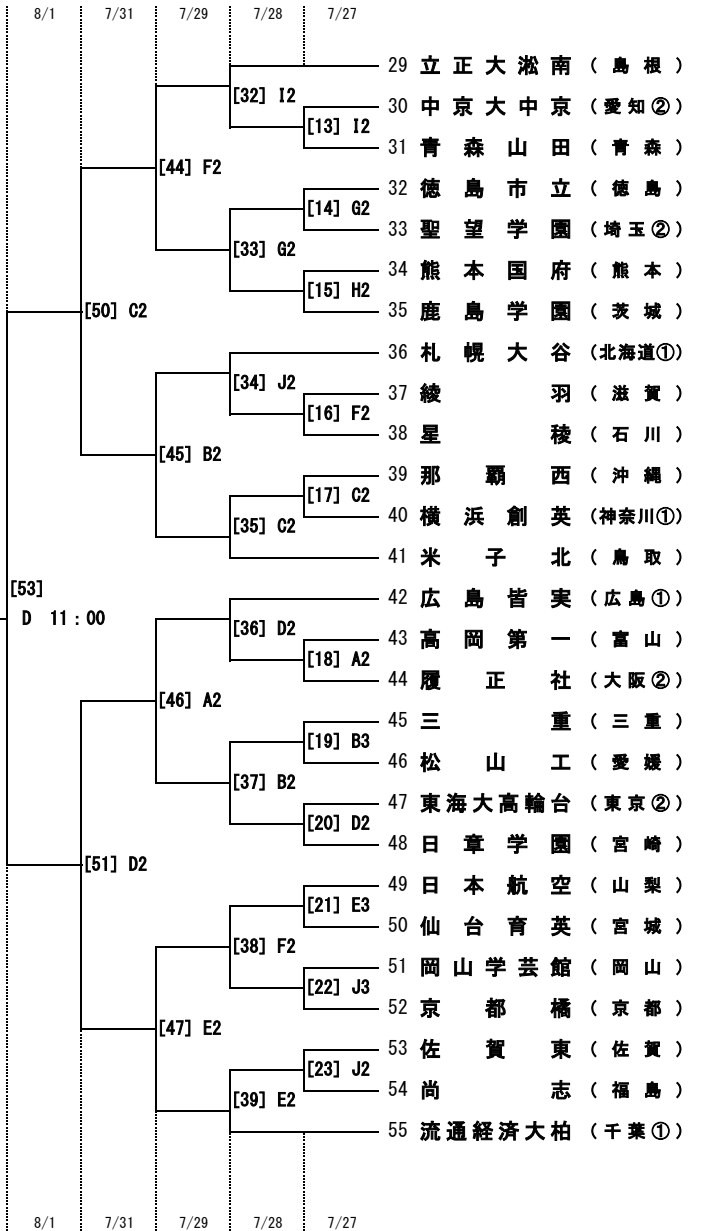 8/1 7/31 7/29 7/28 7/27
29 立正大淞南 (島根)
[32] I2
30 中京大中京 (愛知②)
[13] I2
31 青森山田 (青森)
[44] F2
32 徳島市立 (徳島)
[14] G2
33 聖望学園 (埼玉②)
[33] G2
34 熊本国府 (熊本)
[15] H2
35 鹿島学園 (茨城)
[50] C2
36 札幌大谷 (北海道①)
[34] J2
37 綾羽 (滋賀)
[16] F2
38 星稜 (石川)
[45] B2
39 那覇西 (沖縄)
[17] C2
40 横浜創英 (神奈川①)
[35] C2
41 米子北 (鳥取)
[53]
D 11:00
42 広島皆実 (広島①)
[36] D2
43 高岡第一 (富山)
[18] A2
44 履正社 (大阪②)
[46] A2
45 三重 (三重)
[19] B3
46 松山工 (愛媛)
[37] B2
47 東海大高輪台 (東京②)
[20] D2
48 日章学園 (宮崎)
[51] D2
49 日本航空 (山梨)
[21] E3
50 仙台育英 (宮城)
[38] F2
51 岡山学芸館 (岡山)
[22] J3
52 京都橘 (京都)
[47] E2
53 佐賀東 (佐賀)
[23] J2
54 尚志 (福島)
[39] E2
55 流通経済大柏 (千葉①)
8/1 7/31 7/29 7/28 7/27